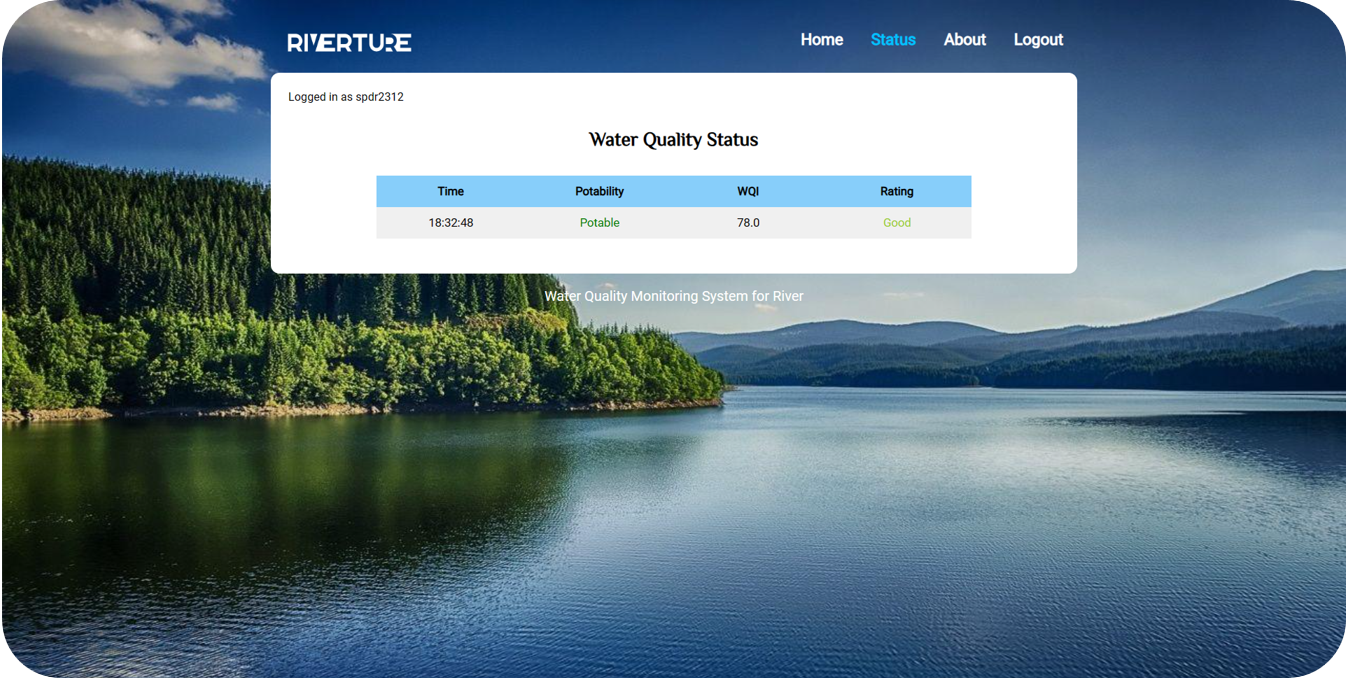 RIVERTURE
Home Status About Logout
Logged in as spdr2312
Water Quality Status
Time Potability WQI Rating
18:32:48 Potable 78.0 Good
Water Quality Monitoring System for River